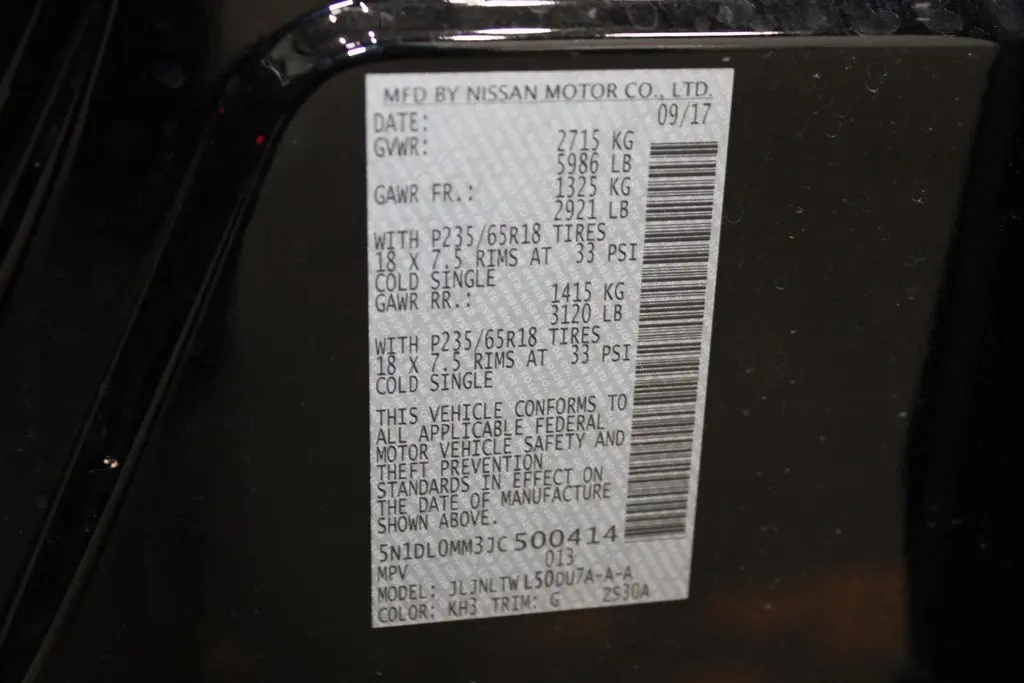 MFD BY NISSAN MOTOR CO., LTD.
DATE: 09/17
GVWR: 2715 KG
5986 LB
GAWR FR.: 1325 KG
2921 LB
WITH P235/65R18 TIRES
18 X 7.5 RIMS AT 33 PSI
COLD SINGLE
GAWR RR.: 1415 KG
3120 LB
WITH P235/65R18 TIRES
18 X 7.5 RIMS AT 33 PSI
COLD SINGLE
THIS VEHICLE CONFORMS TO
ALL APPLICABLE FEDERAL
MOTOR VEHICLE SAFETY AND
THEFT PREVENTION
STANDARDS IN EFFECT ON
THE DATE OF MANUFACTURE
SHOWN ABOVE.
5N1DL0MM3JC500414
MPV 013
MODEL: JLJNLTWL50DU7A-A-A
COLOR: KH3 TRIM: G ZS30A